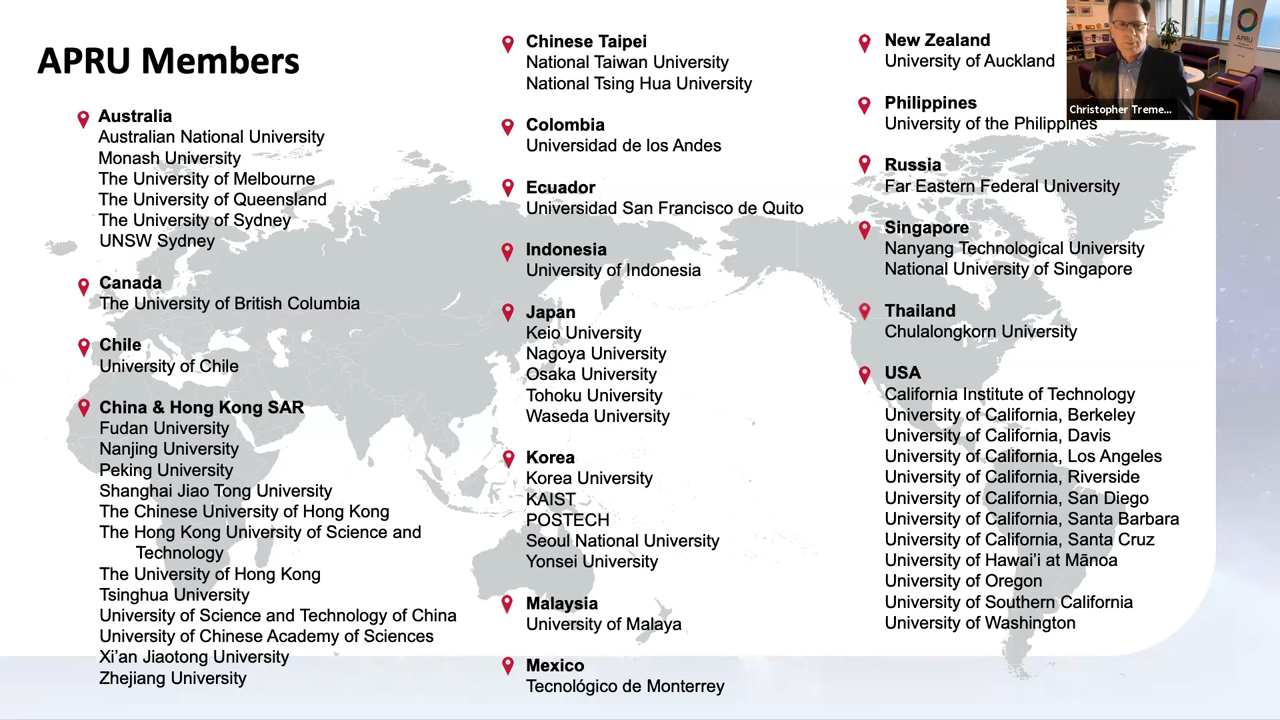 APRU Members
Australia
Australian National University
Monash University
The University of Melbourne
The University of Queensland
The University of Sydney
UNSW Sydney
Canada
The University of British Columbia
Chile
University of Chile
China & Hong Kong SAR
Fudan University
Nanjing University
Peking University
Shanghai Jiao Tong University
The Chinese University of Hong Kong
The Hong Kong University of Science and
Technology
The University of Hong Kong
Tsinghua University
University of Science and Technology of China
University of Chinese Academy of Sciences
Xi'an Jiaotong University
Zhejiang University
Chinese Taipei
National Taiwan University
National Tsing Hua University
Colombia
Universidad de los Andes
Ecuador
Universidad San Francisco de Quito
Indonesia
University of Indonesia
Japan
Keio University
Nagoya University
Osaka University
Tohoku University
Waseda University
Korea
Korea University
KAIST
POSTECH
Seoul National University
Yonsei University
Malaysia
University of Malaya
Mexico
Tecnológico de Monterrey
New Zealand
University of Auckland
Philippines
University of the Philippines
Russia
Far Eastern Federal University
Singapore
Nanyang Technological University
National University of Singapore
Thailand
Chulalongkorn University
USA
California Institute of Technology
University of California, Berkeley
University of California, Davis
University of California, Los Angeles
University of California, Riverside
University of California, San Diego
University of California, Santa Barbara
University of California, Santa Cruz
University of Hawai'i at Mānoa
University of Oregon
University of Southern California
University of Washington
APRU
Christopher Treme...